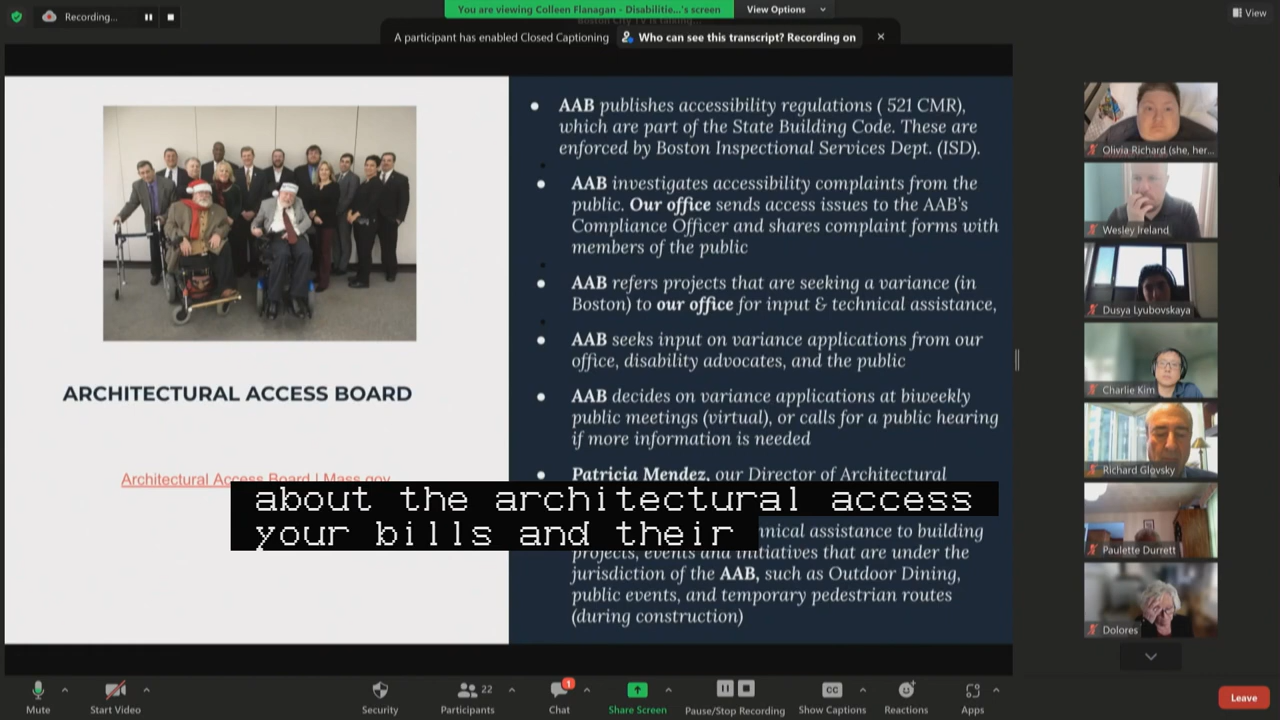 Recording...
You are viewing Colleen Flanagan - Disabilitie...'s screen
View Options
View
A participant has enabled Closed Captioning
Who can see this transcript? Recording on
AAB publishes accessibility regulations ( 521 CMR),
which are part of the State Building Code. These are
enforced by Boston Inspectional Services Dept. (ISD).
AAB investigates accessibility complaints from the
public. Our office sends access issues to the AAB's
Compliance Officer and shares complaint forms with
members of the public
AAB refers projects that are seeking a variance (in
Boston) to our office for input & technical assistance,
AAB seeks input on variance applications from our
office, disability advocates, and the public
AAB decides on variance applications at biweekly
public meetings (virtual), or calls for a public hearing
if more information is needed
Patricia Mendez, our Director of Architectural
technical assistance to building
projects, events and initiatives that are under the
jurisdiction of the AAB, such as Outdoor Dining,
public events, and temporary pedestrian routes
(during construction)
ARCHITECTURAL ACCESS BOARD
Architectural Access Board | Mass.gov
about the architectural access
your bills and their
Olivia Richard (she, her...
Wesley Ireland
Dusya Lyubovskaya
Charlie Kim
Richard Glovsky
Paulette Durrett
Dolores
Mute
Start Video
Security
22
Participants
1
Chat
Share Screen
Pause/Stop Recording
CC
Show Captions
Reactions
Apps
Leave